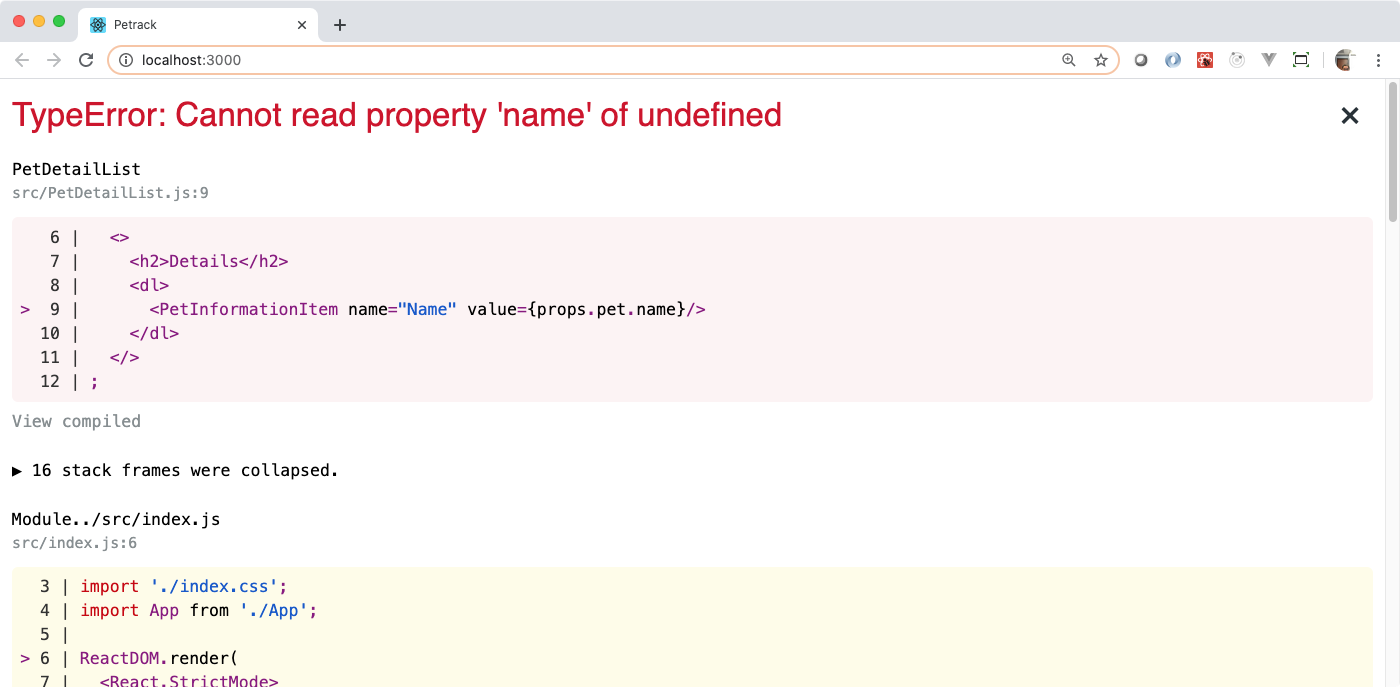 Petrack
localhost:3000
TypeError: Cannot read property 'name' of undefined
PetDetailList
src/PetDetailList.js:9
6 |   <>
7 |     <h2>Details</h2>
8 |     <dl>
> 9 |       <PetInformationItem name="Name" value={props.pet.name}/>
10 |     </dl>
11 |   </>
12 | ;
View compiled
▶ 16 stack frames were collapsed.
Module../src/index.js
src/index.js:6
3 | import './index.css';
4 | import App from './App';
5 |
> 6 | ReactDOM.render(
7 |   <React.StrictMode>